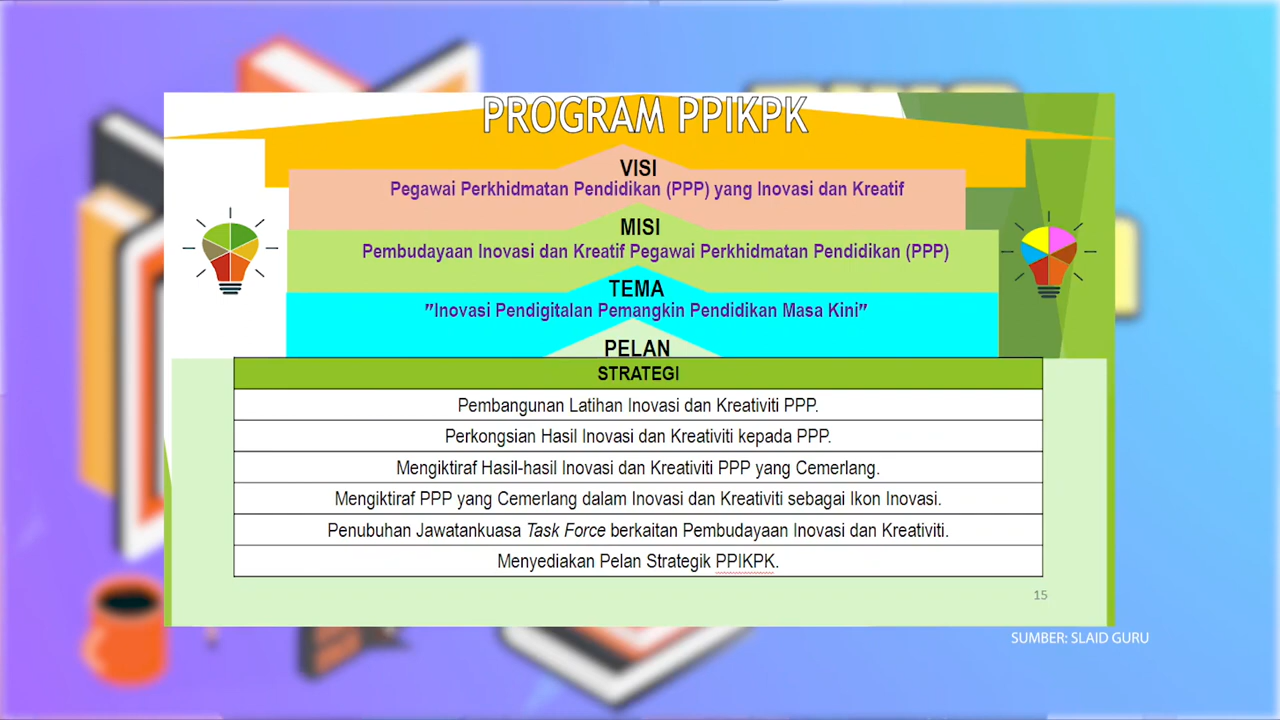 PROGRAM PPIKPK
VISI
Pegawai Perkhidmatan Pendidikan (PPP) yang Inovasi dan Kreatif
MISI
Pembudayaan Inovasi dan Kreatif Pegawai Perkhidmatan Pendidikan (PPP)
TEMA
"Inovasi Pendigitalan Pemangkin Pendidikan Masa Kini"
PELAN
STRATEGI
Pembangunan Latihan Inovasi dan Kreativiti PPP.
Perkongsian Hasil Inovasi dan Kreativiti kepada PPP.
Mengiktiraf Hasil-hasil Inovasi dan Kreativiti PPP yang Cemerlang.
Mengiktiraf PPP yang Cemerlang dalam Inovasi dan Kreativiti sebagai Ikon Inovasi.
Penubuhan Jawatankuasa Task Force berkaitan Pembudayaan Inovasi dan Kreativiti.
Menyediakan Pelan Strategik PPIKPK.
15
SUMBER: SLAID GURU